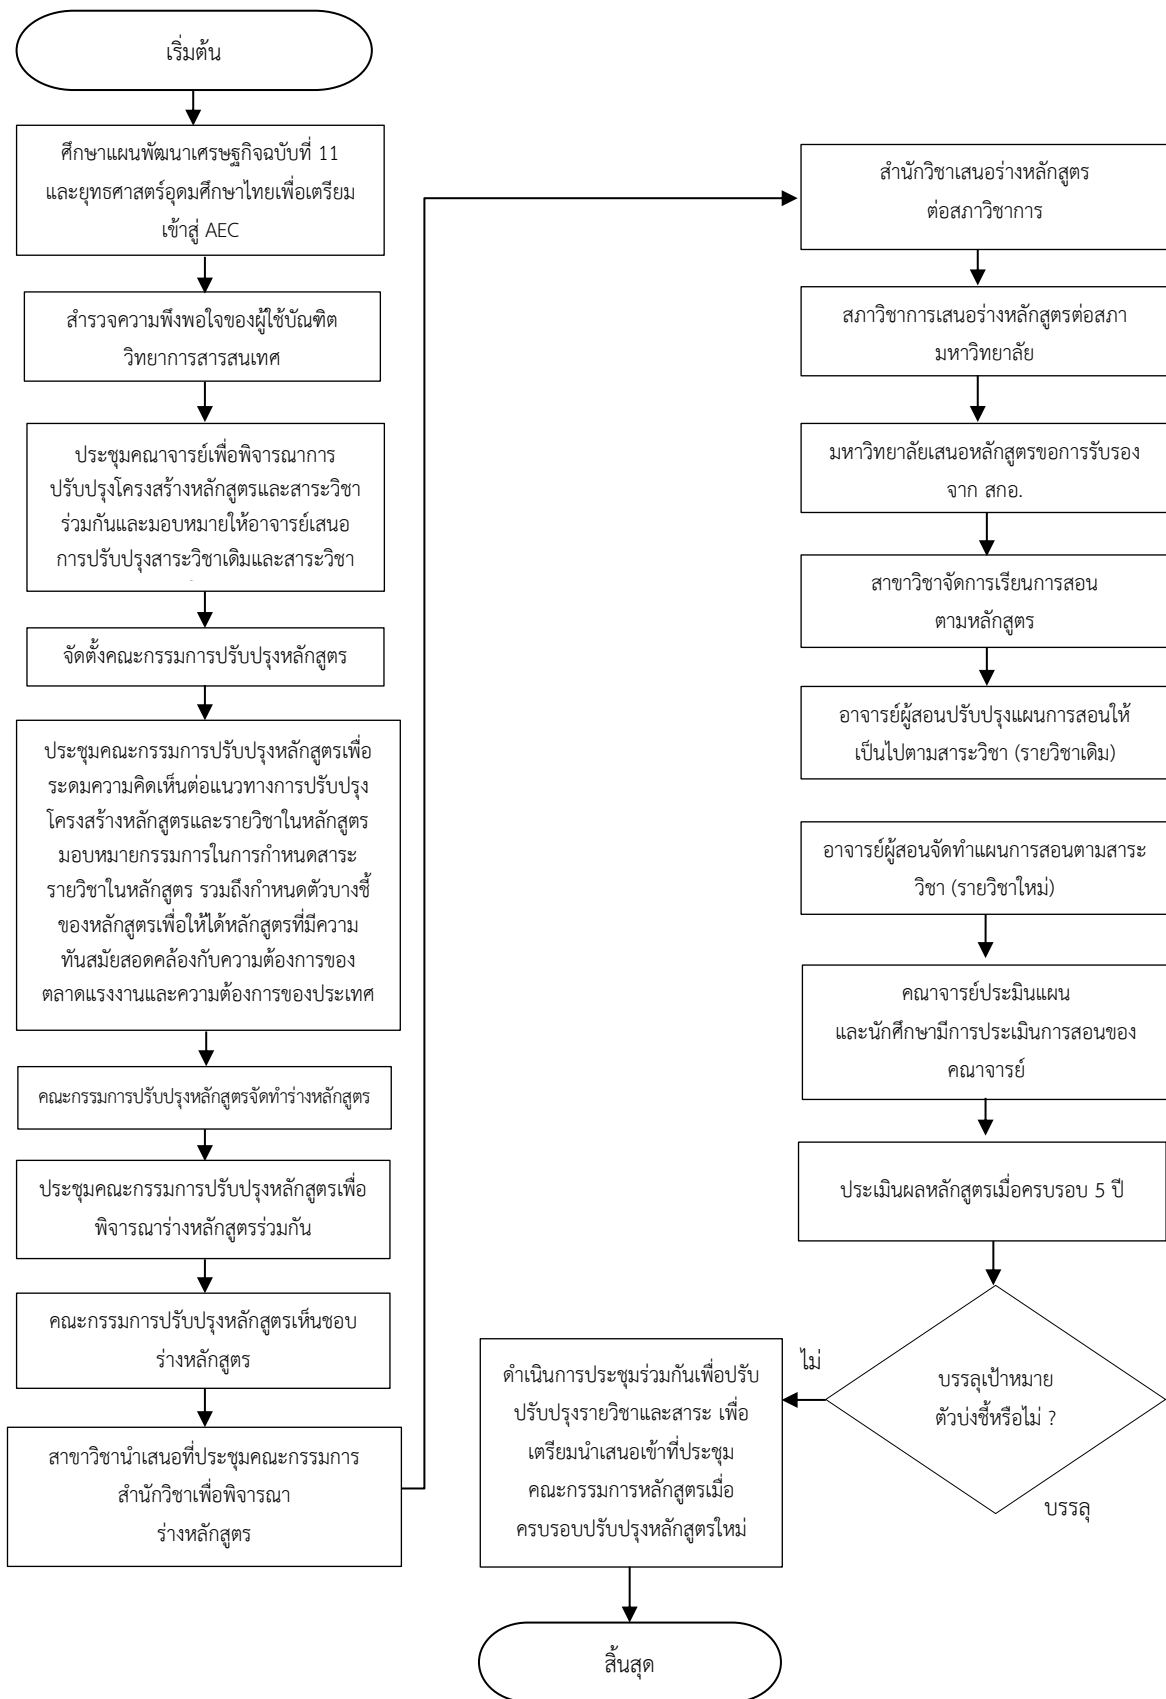 เริ่มต้น
ศึกษาแผนพัฒนาเศรษฐกิจฉบับที่ 11
และยุทธศาสตร์อุดมศึกษาไทยเพื่อเตรียม
เข้าสู่ AEC
สำรวจความพึงพอใจของผู้ใช้บัณฑิต
วิทยาการสารสนเทศ
ประชุมคณาจารย์เพื่อพิจารณาการ
ปรับปรุงโครงสร้างหลักสูตรและสาระวิชา
ร่วมกันและมอบหมายให้อาจารย์เสนอ
การปรับปรุงสาระวิชาเดิมและสาระวิชา
จัดตั้งคณะกรรมการปรับปรุงหลักสูตร
ประชุมคณะกรรมการปรับปรุงหลักสูตรเพื่อ
ระดมความคิดเห็นต่อแนวทางการปรับปรุง
โครงสร้างหลักสูตรและรายวิชาในหลักสูตร
มอบหมายกรรมการในการกำหนดสาระ
รายวิชาในหลักสูตร รวมถึงกำหนดตัวบางชี้
ของหลักสูตรเพื่อให้ได้หลักสูตรที่มีความ
ทันสมัยสอดคล้องกับความต้องการของ
ตลาดแรงงานและความต้องการของประเทศ
คณะกรรมการปรับปรุงหลักสูตรจัดทำร่างหลักสูตร
ประชุมคณะกรรมการปรับปรุงหลักสูตรเพื่อ
พิจารณาร่างหลักสูตรร่วมกัน
คณะกรรมการปรับปรุงหลักสูตรเห็นชอบ
ร่างหลักสูตร
สาขาวิชานำเสนอที่ประชุมคณะกรรมการ
สำนักวิชาเพื่อพิจารณา
ร่างหลักสูตร
สำนักวิชาเสนอร่างหลักสูตร
ต่อสภาวิชาการ
สภาวิชาการเสนอร่างหลักสูตรต่อสภา
มหาวิทยาลัย
มหาวิทยาลัยเสนอหลักสูตรขอการรับรอง
จาก สกอ.
สาขาวิชาจัดการเรียนการสอน
ตามหลักสูตร
อาจารย์ผู้สอนปรับปรุงแผนการสอนให้
เป็นไปตามสาระวิชา (รายวิชาเดิม)
อาจารย์ผู้สอนจัดทำแผนการสอนตามสาระ
วิชา (รายวิชาใหม่)
คณาจารย์ประมินแผน
และนักศึกษามีการประเมินการสอนของ
คณาจารย์
ประเมินผลหลักสูตรเมื่อครบรอบ 5 ปี
บรรลุเป้าหมาย
ตัวบ่งชี้หรือไม่ ?
ไม่
บรรลุ
ดำเนินการประชุมร่วมกันเพื่อปรับ
ปรับปรุงรายวิชาและสาระ เพื่อ
เตรียมนำเสนอเข้าที่ประชุม
คณะกรรมการหลักสูตรเมื่อ
ครบรอบปรับปรุงหลักสูตรใหม่
สิ้นสุด